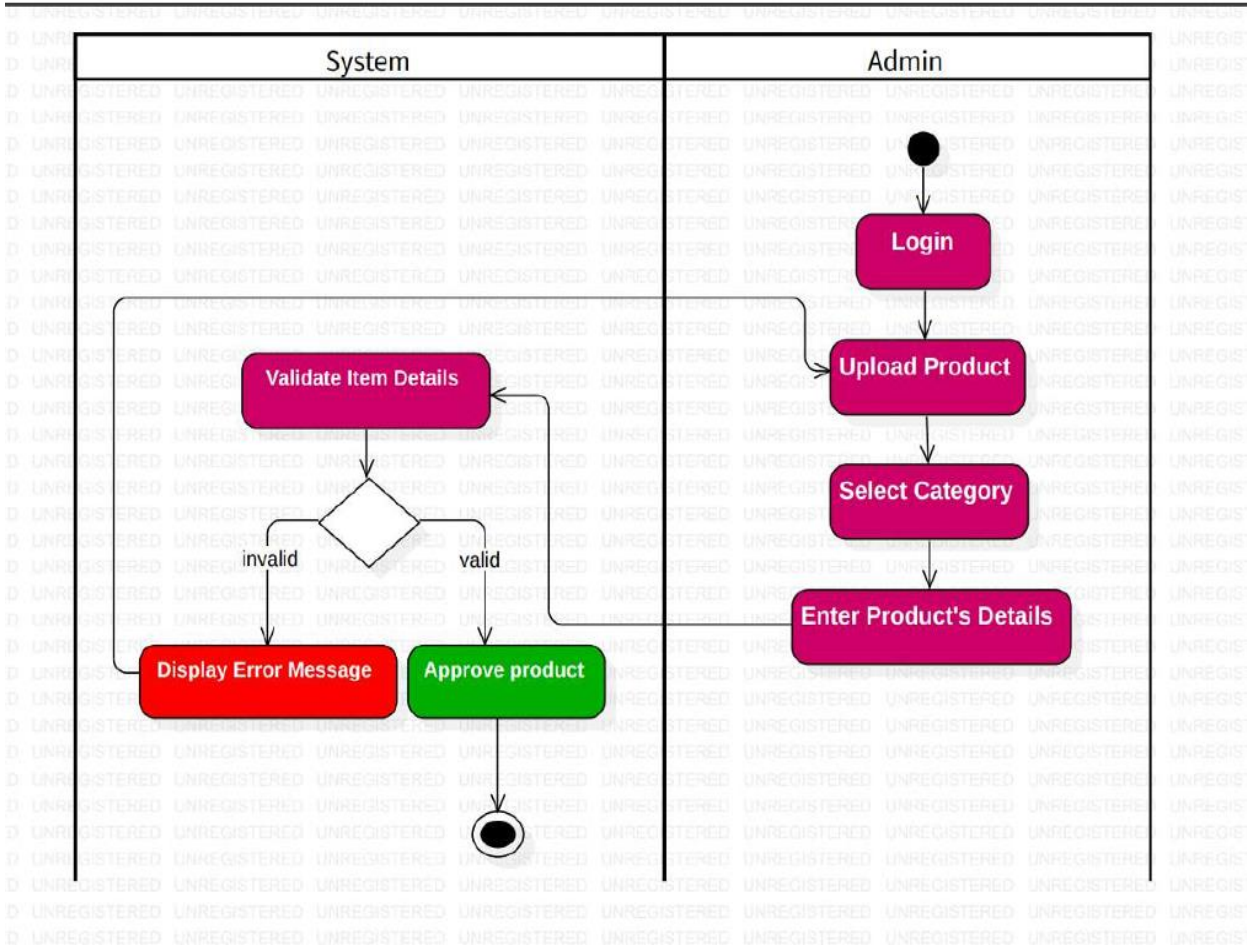 System
Admin
Login
Upload Product
Validate Item Details
Select Category
invalid
valid
Enter Product's Details
Display Error Message
Approve product
UNREGISTERED